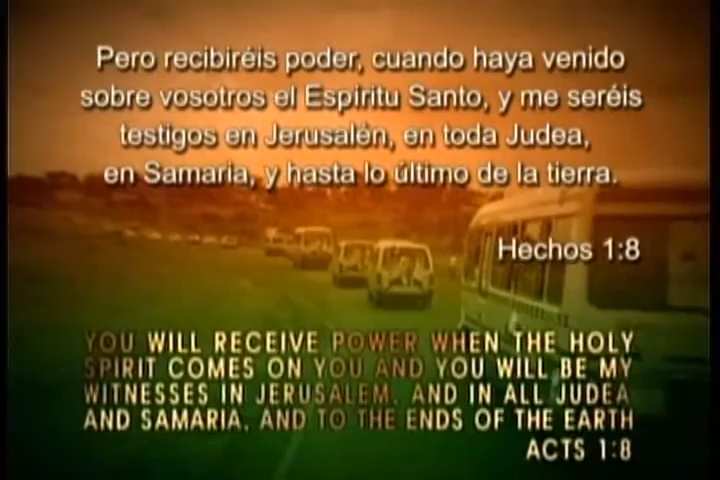 Pero recibiréis poder, cuando haya venido
sobre vosotros el Espíritu Santo, y me seréis
testigos en Jerusalén, en toda Judea,
en Samaria, y hasta lo último de la tierra.
Hechos 1:8
YOU WILL RECEIVE POWER WHEN THE HOLY
SPIRIT COMES ON YOU AND YOU WILL BE MY
WITNESSES IN JERUSALEM, AND IN ALL JUDEA
AND SAMARIA, AND TO THE ENDS OF THE EARTH
ACTS 1:8